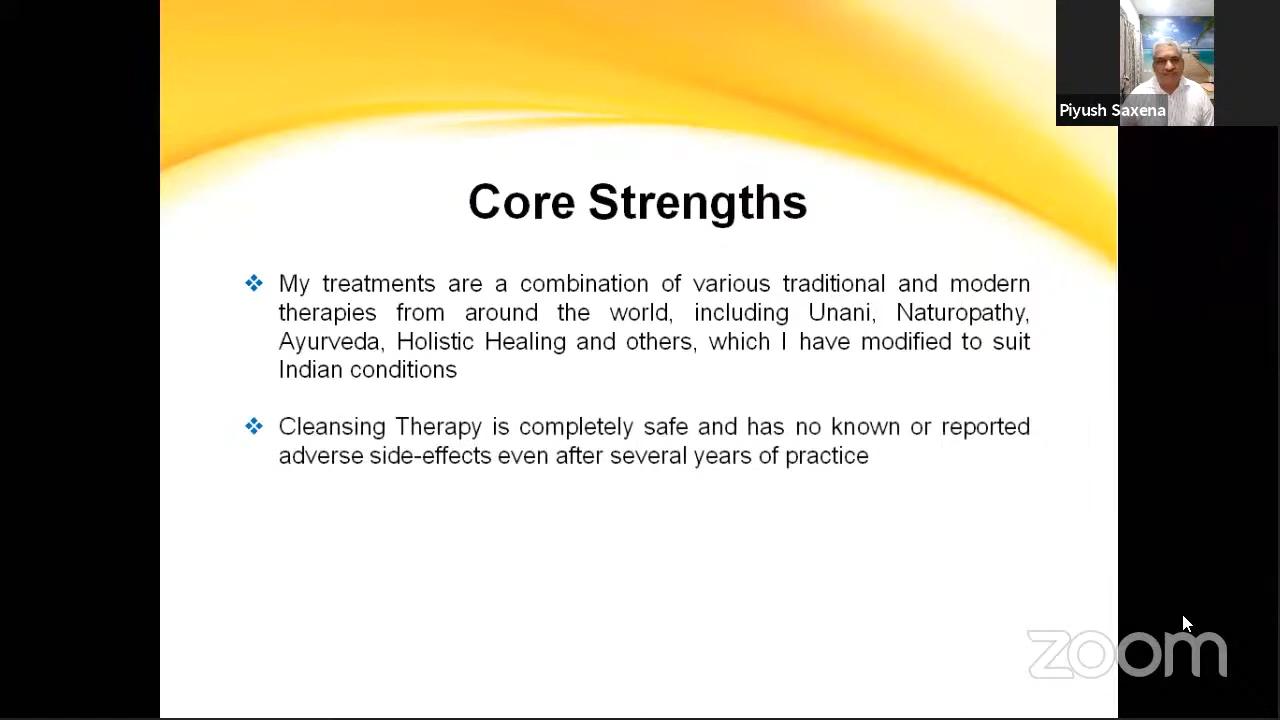 Piyush Saxena
Core Strengths
My treatments are a combination of various traditional and modern
therapies from around the world, including Unani, Naturopathy,
Ayurveda, Holistic Healing and others, which I have modified to suit
Indian conditions
Cleansing Therapy is completely safe and has no known or reported
adverse side-effects even after several years of practice
zoom